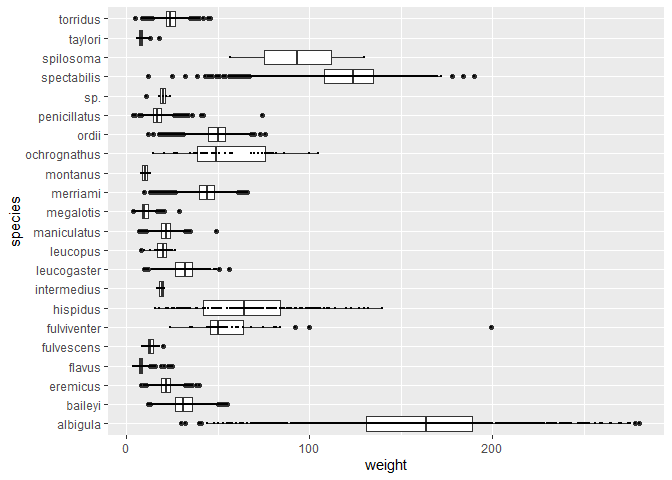 torridus
taylori
spilosoma
spectabilis
sp.
penicillatus
ordii
ochrognathus
montanus
merriami
megalotis
maniculatus
leucopus
leucogaster
intermedius
hispidus
fulviventer
fulvescens
flavus
eremicus
baileyi
albigula
species
0 100 200
weight